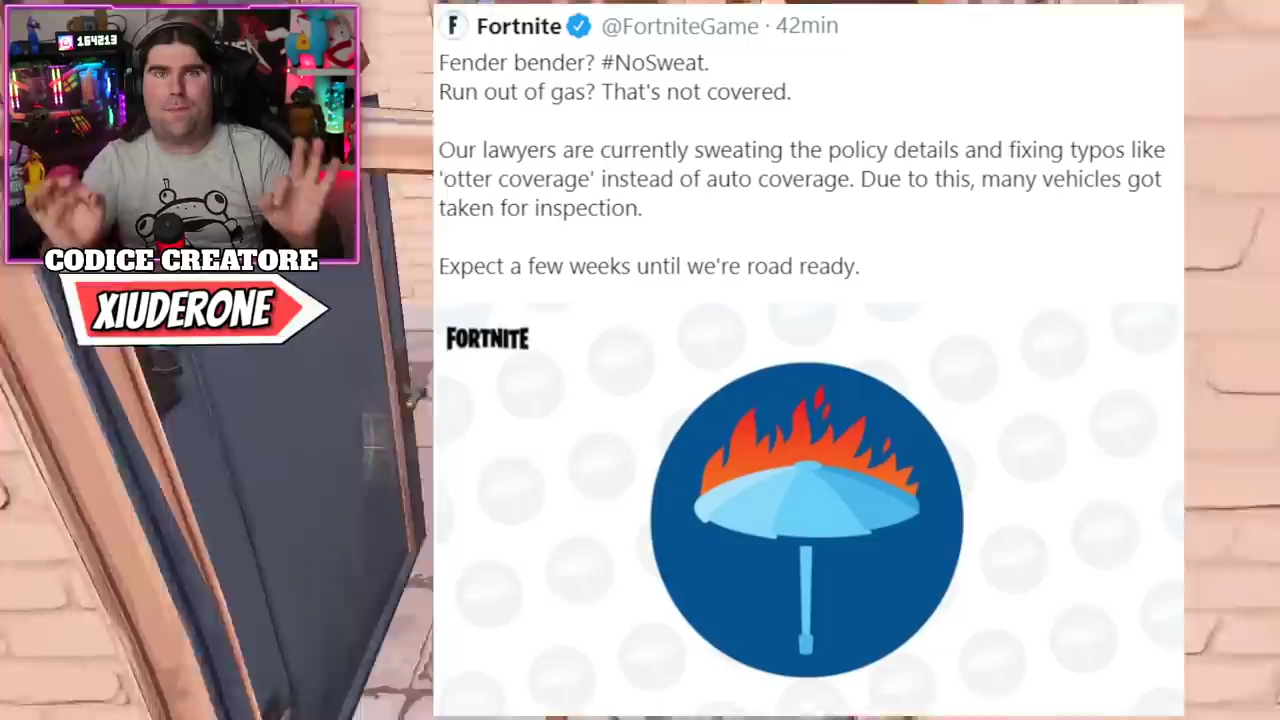 164213
CODICE CREATORE
XIUDERONE
F Fortnite @FortniteGame · 42min
Fender bender? #NoSweat.
Run out of gas? That's not covered.
Our lawyers are currently sweating the policy details and fixing typos like
'otter coverage' instead of auto coverage. Due to this, many vehicles got
taken for inspection.
Expect a few weeks until we're road ready.
FORTNITE